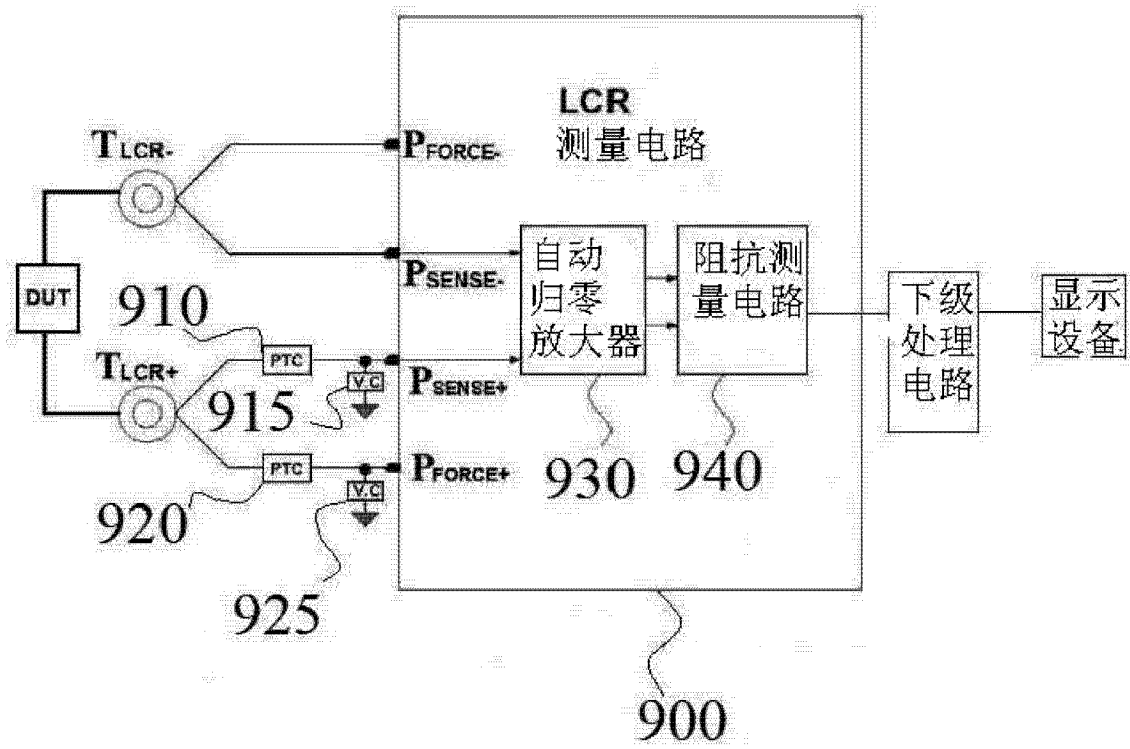 LCR
测量电路
TLCR-
PFORCE-
PSENSE-
自动
归零
放大器
阻抗测
量电路
下级
处理
电路
显示
设备
DUT
910
PTC
TLCR+
V.C
PSENSE+
915
930
940
PTC
PFORCE+
V.C
920
925
900